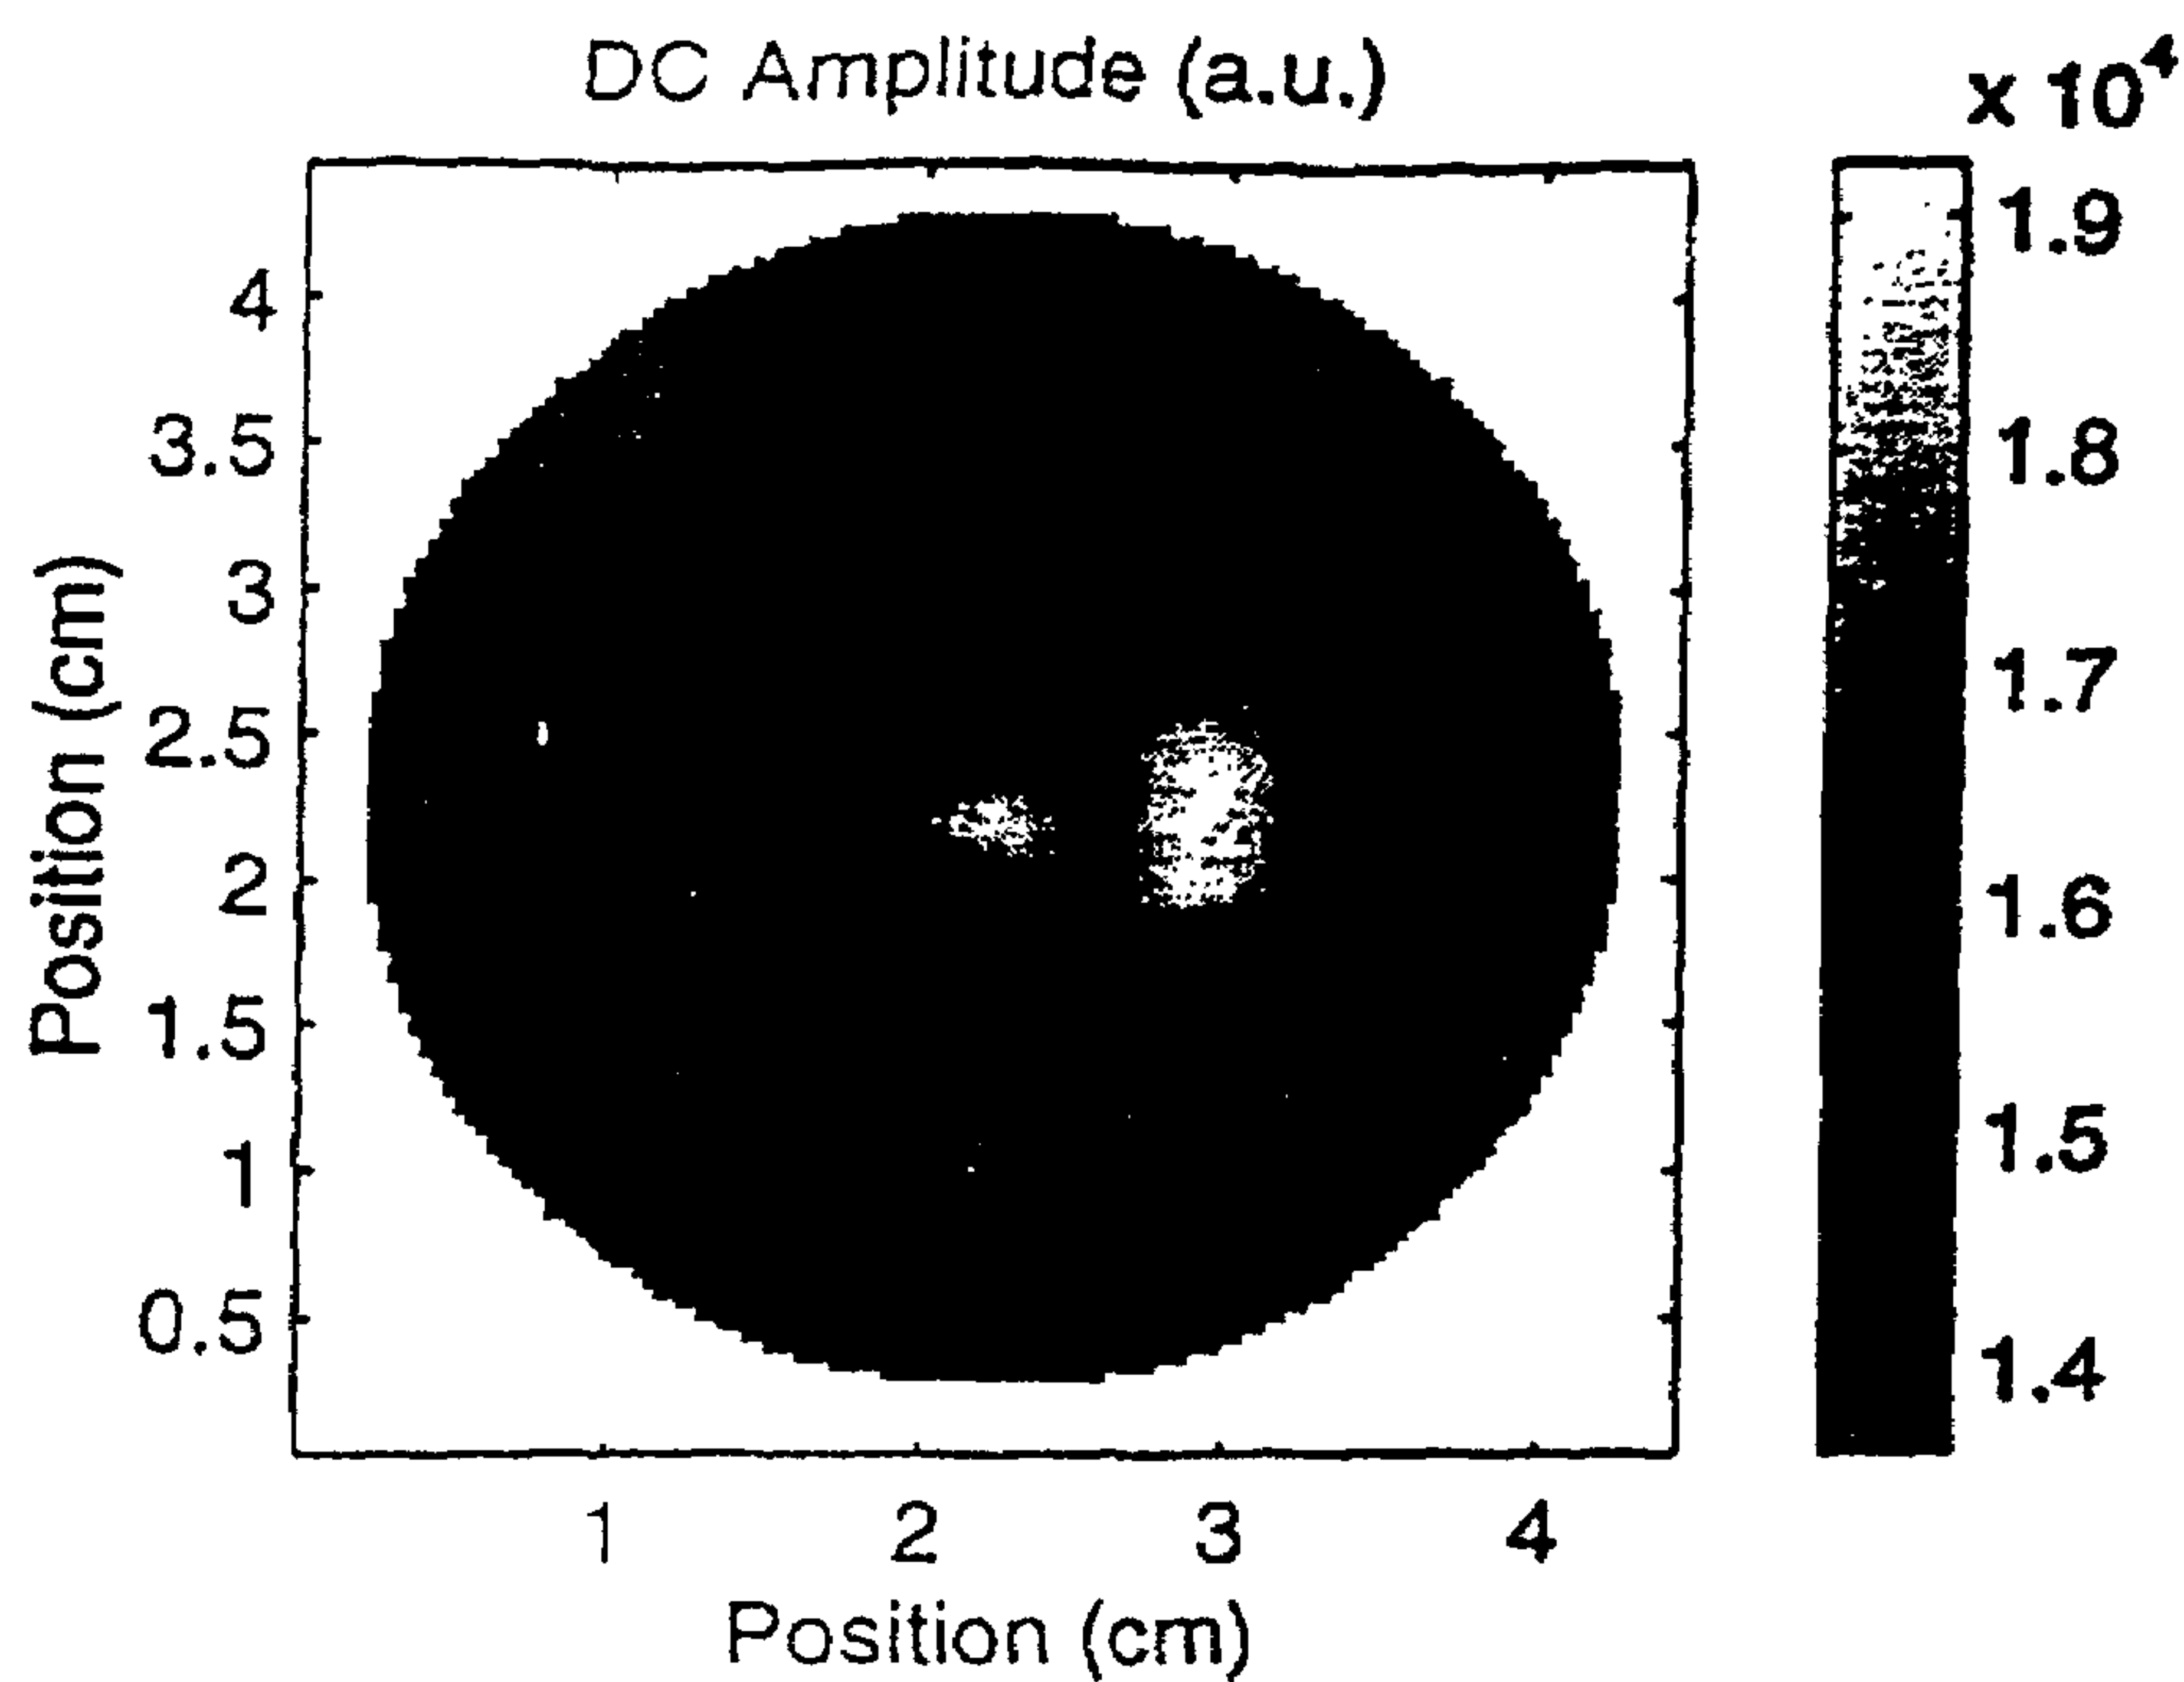 DC Amplitude (a.u.)
x 10⁴
4
3.5
3
2.5
2
1.5
1
0.5
Position (cm)
1 2 3 4
Position (cm)
1.9
1.8
1.7
1.6
1.5
1.4